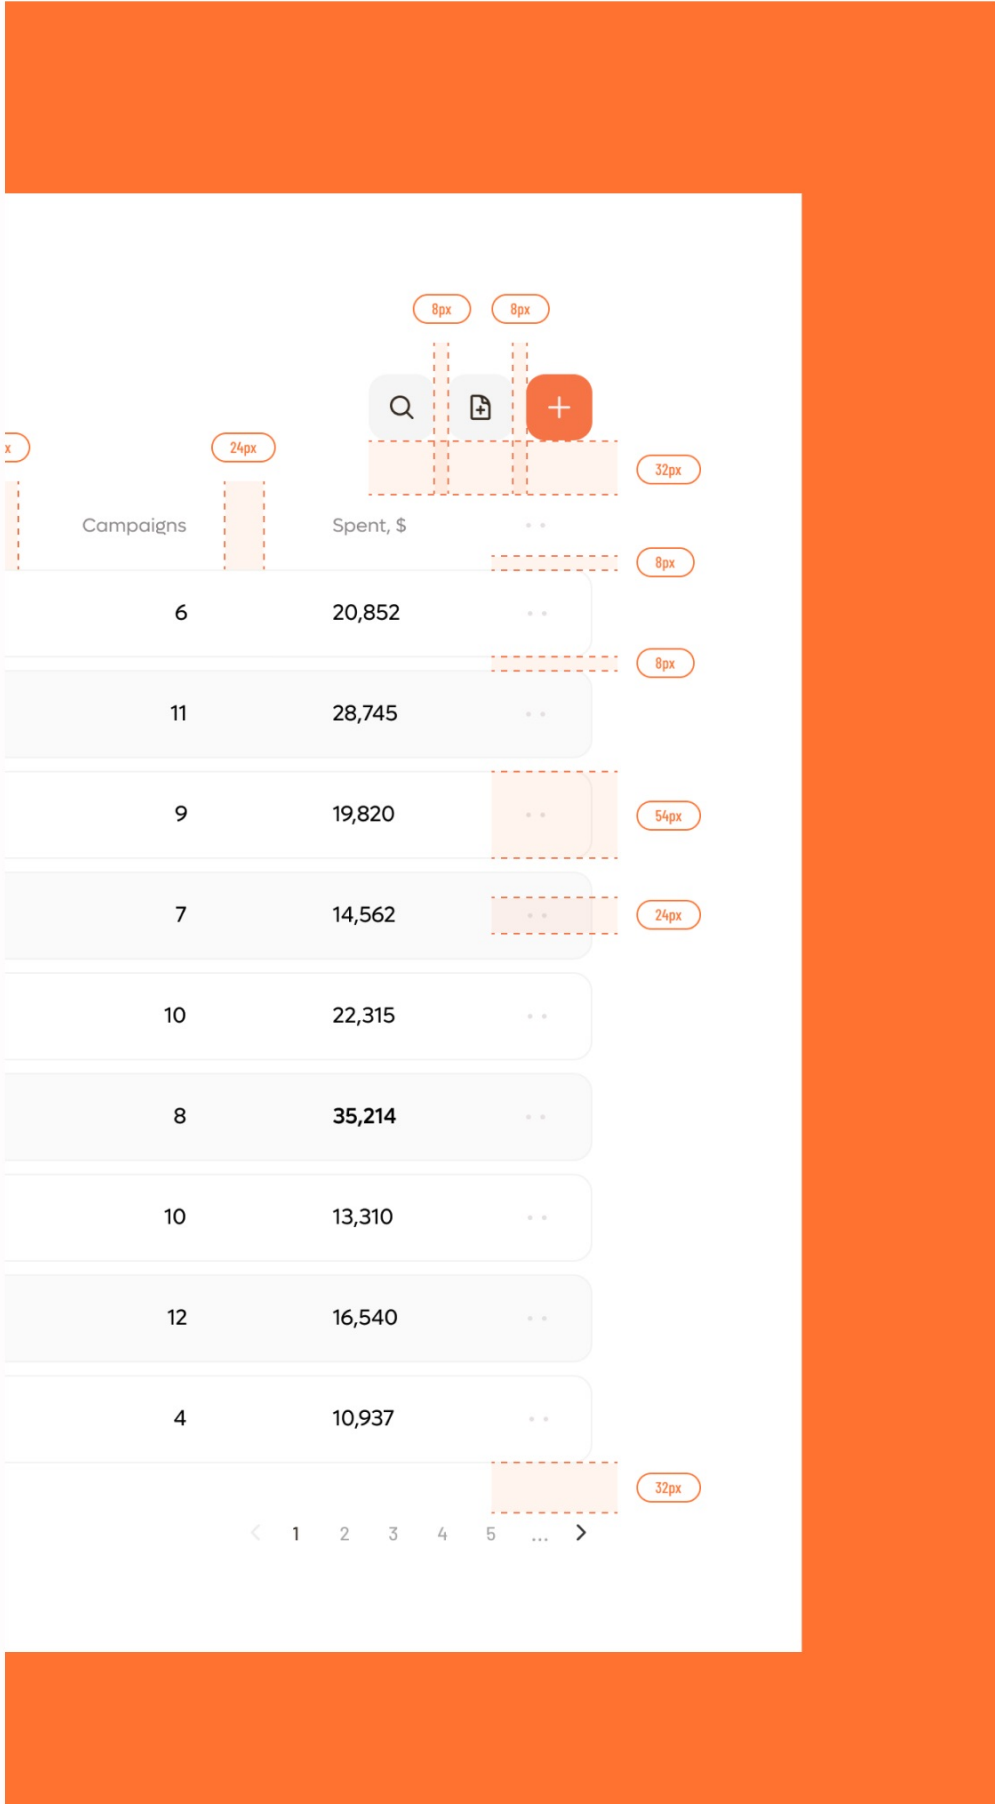 8px 8px
x 24px
32px
Campaigns Spent, $
8px
6 20,852
8px
11 28,745
9 19,820 54px
7 14,562 24px
10 22,315
8 35,214
10 13,310
12 16,540
4 10,937
32px
1 2 3 4 5 ...